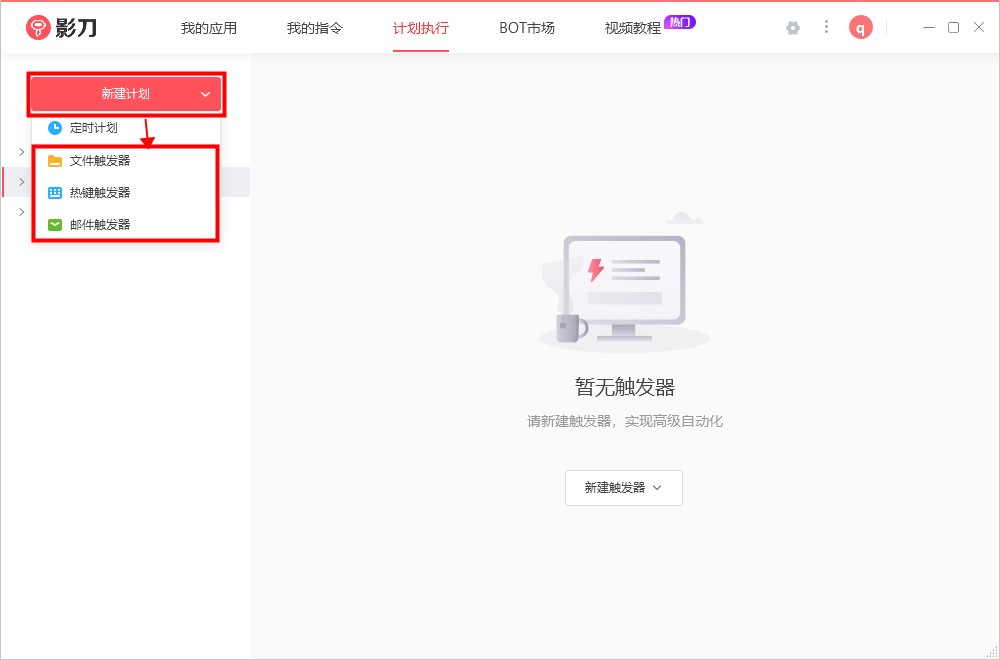 影刀
我的应用
我的指令
计划执行
BOT市场
视频教程
热门
q
新建计划
定时计划
文件触发器
热键触发器
邮件触发器
暂无触发器
请新建触发器，实现高级自动化
新建触发器